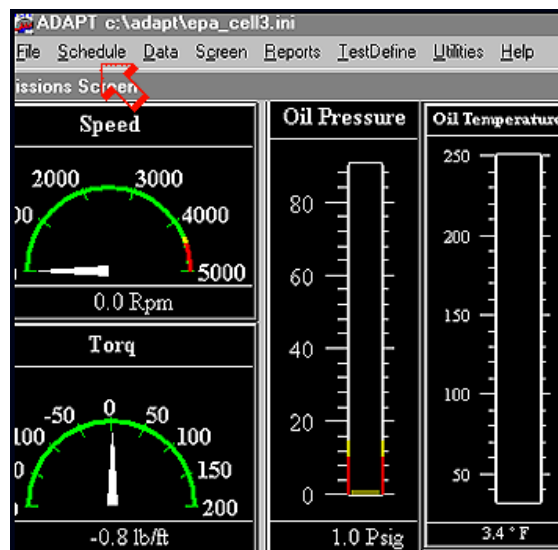 ADAPT c:\adapt\epa_cell3.ini
File Schedule Data Screen Reports TestDefine Utilities Help
issions Screen
Speed
2000 3000
00 4000
5000
0.0 Rpm
Torq
-50 0 50
100 100
0 150
200
-0.8 lb/ft
Oil Pressure
80
60
40
20
0
1.0 Psig
Oil Temperature
250
200
150
100
50
3.4 ° F